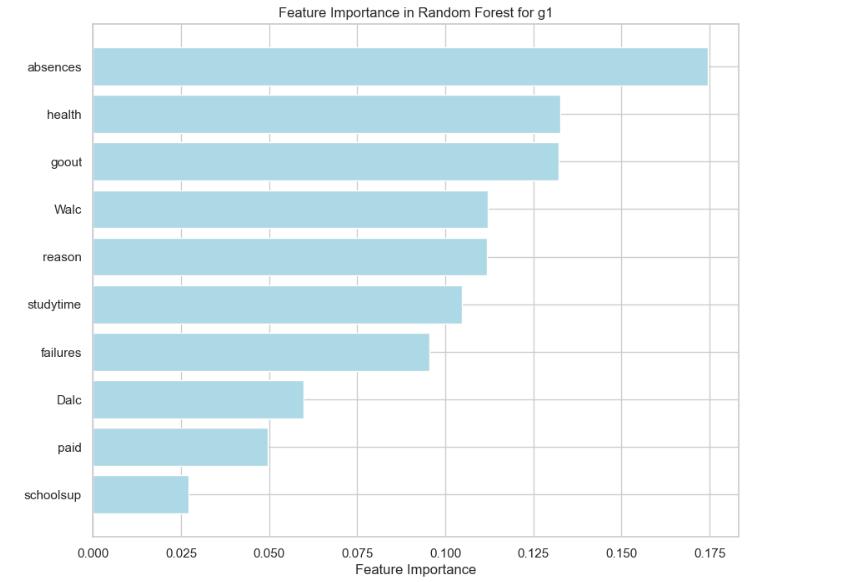 Feature Importance in Random Forest for g1
absences
health
goout
Walc
reason
studytime
failures
Dalc
paid
schoolsup
0.000 0.025 0.050 0.075 0.100 0.125 0.150 0.175
Feature Importance